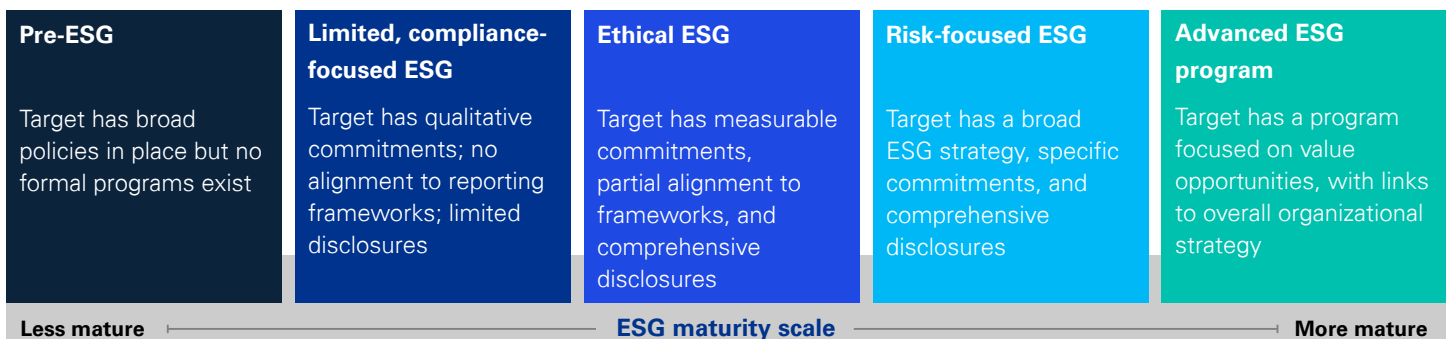 Pre-ESG
Target has broad
policies in place but no
formal programs exist
Limited, compliance-
focused ESG
Target has qualitative
commitments; no
alignment to reporting
frameworks; limited
disclosures
Ethical ESG
Target has measurable
commitments,
partial alignment to
frameworks, and
comprehensive
disclosures
Risk-focused ESG
Target has a broad
ESG strategy, specific
commitments, and
comprehensive
disclosures
Advanced ESG
program
Target has a program
focused on value
opportunities, with links
to overall organizational
strategy
Less mature
ESG maturity scale
More mature